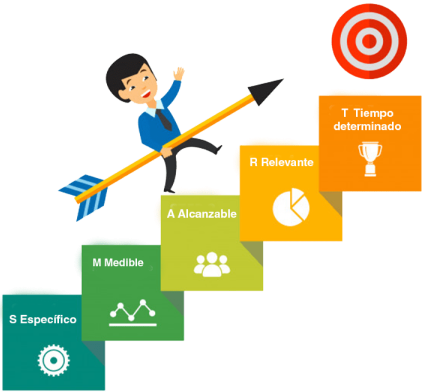 T Tiempo
determinado
R Relevante
A Alcanzable
M Medible
S Específico